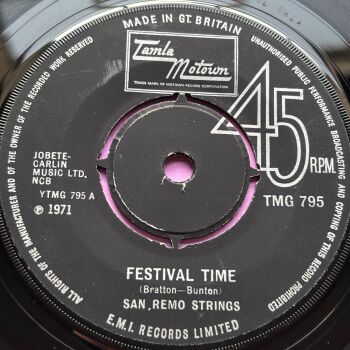 MADE IN GT. BRITAIN
Tamla
Motown
TRADE MARK OF MOTOWN RECORD CORPORATION
45
R.P.M.
JOBETE-
CARLIN
MUSIC LTD.
NCB
YTMG 795 A
℗ 1971
TMG 795
FESTIVAL TIME
(Bratton—Bunton)
SAN REMO STRINGS
E.M.I. RECORDS LIMITED
ALL RIGHTS OF THE MANUFACTURER AND OF THE OWNER OF THE RECORDED WORK RESERVED
UNAUTHORISED PUBLIC PERFORMANCE BROADCASTING AND COPYING OF THIS RECORD PROHIBITED